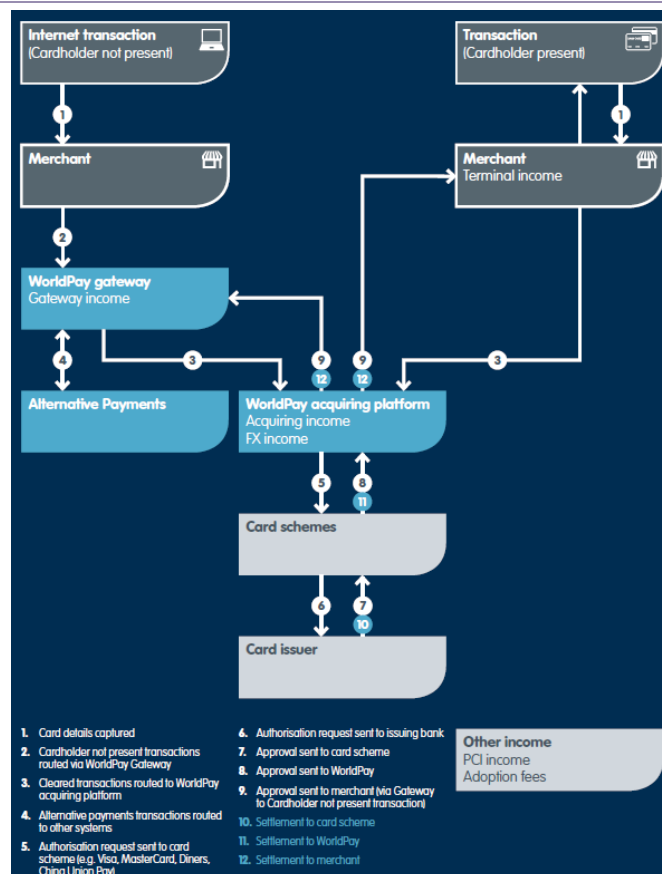 Internet transaction
(Cardholder not present)
Transaction
(Cardholder present)
1
1
Merchant
Merchant
Terminal income
2
WorldPay gateway
Gateway income
4
3
9
12
9
12
3
Alternative Payments
WorldPay acquiring platform
Acquiring income
FX income
5
8
11
Card schemes
6
7
10
Card issuer
1. Card details captured
2. Cardholder not present transactions
routed via WorldPay Gateway
3. Cleared transactions routed to WorldPay
acquiring platform
4. Alternative payments transactions routed
to other systems
5. Authorisation request sent to card
scheme (e.g. Visa, MasterCard, Diners,
China Union Pay)
6. Authorisation request sent to issuing bank
7. Approval sent to card scheme
8. Approval sent to WorldPay
9. Approval sent to merchant (via Gateway
to Cardholder not present transaction)
10. Settlement to card scheme
11. Settlement to WorldPay
12. Settlement to merchant
Other income
PCI income
Adoption fees